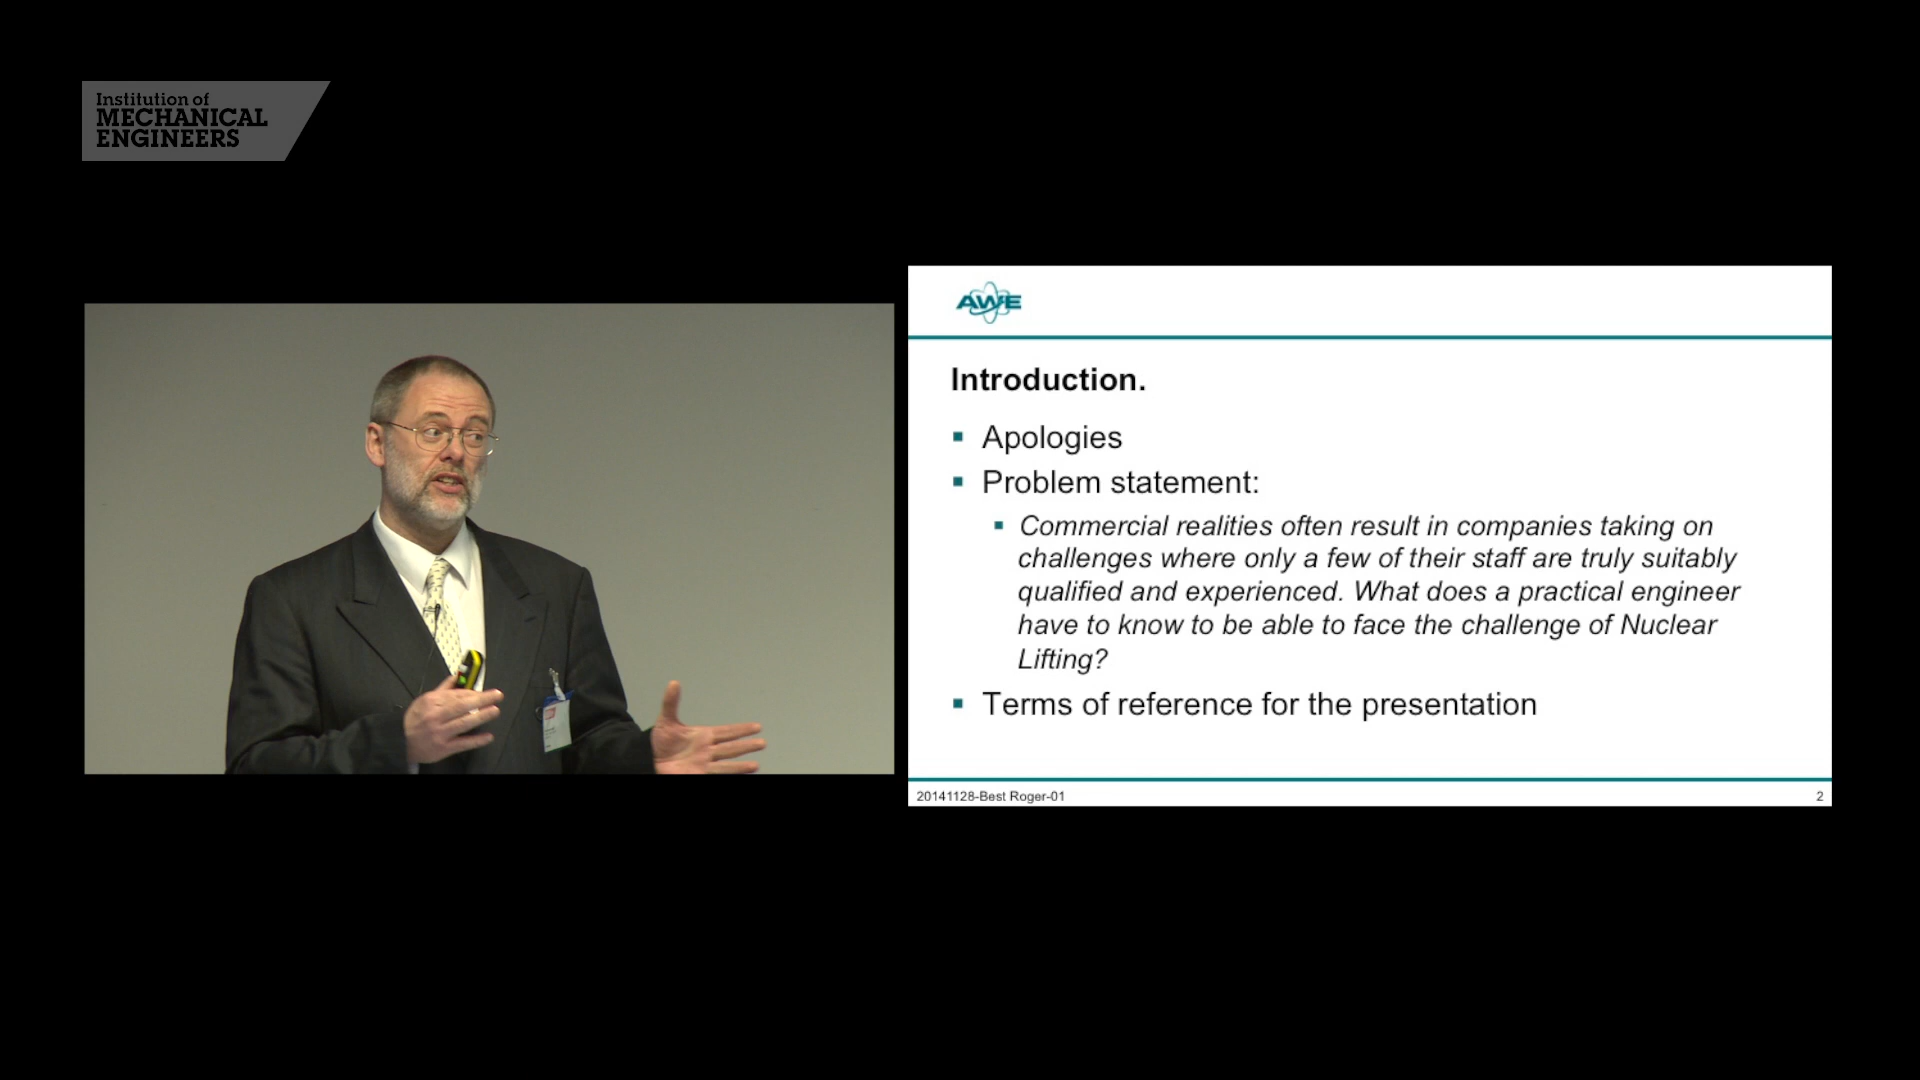 Institution of
MECHANICAL
ENGINEERS
AWE
Introduction.
Apologies
Problem statement:
Commercial realities often result in companies taking on
challenges where only a few of their staff are truly suitably
qualified and experienced. What does a practical engineer
have to know to be able to face the challenge of Nuclear
Lifting?
Terms of reference for the presentation
20141128-Best Roger-01
2